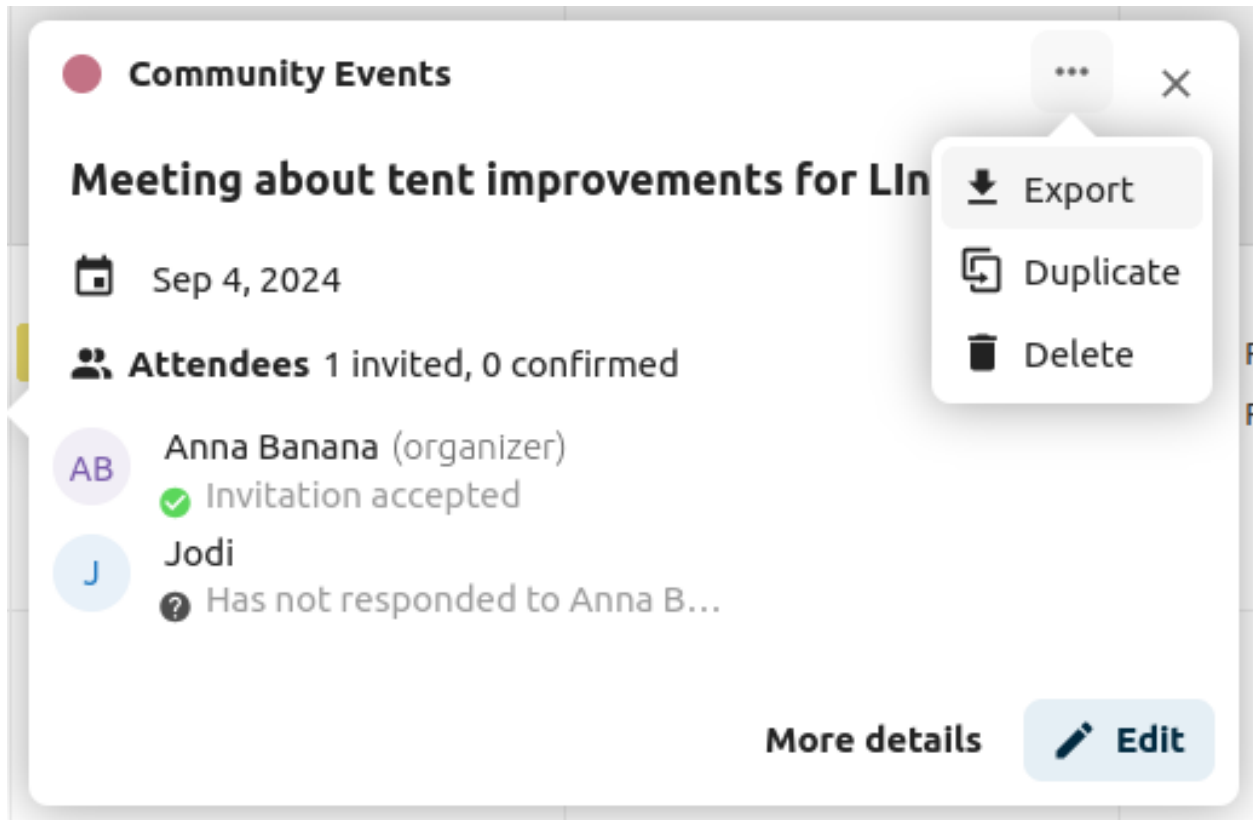 Community Events
Meeting about tent improvements for LIn
Export
Sep 4, 2024
Duplicate
Attendees 1 invited, 0 confirmed
Delete
AB
Anna Banana (organizer)
Invitation accepted
J
Jodi
Has not responded to Anna B…
More details
Edit